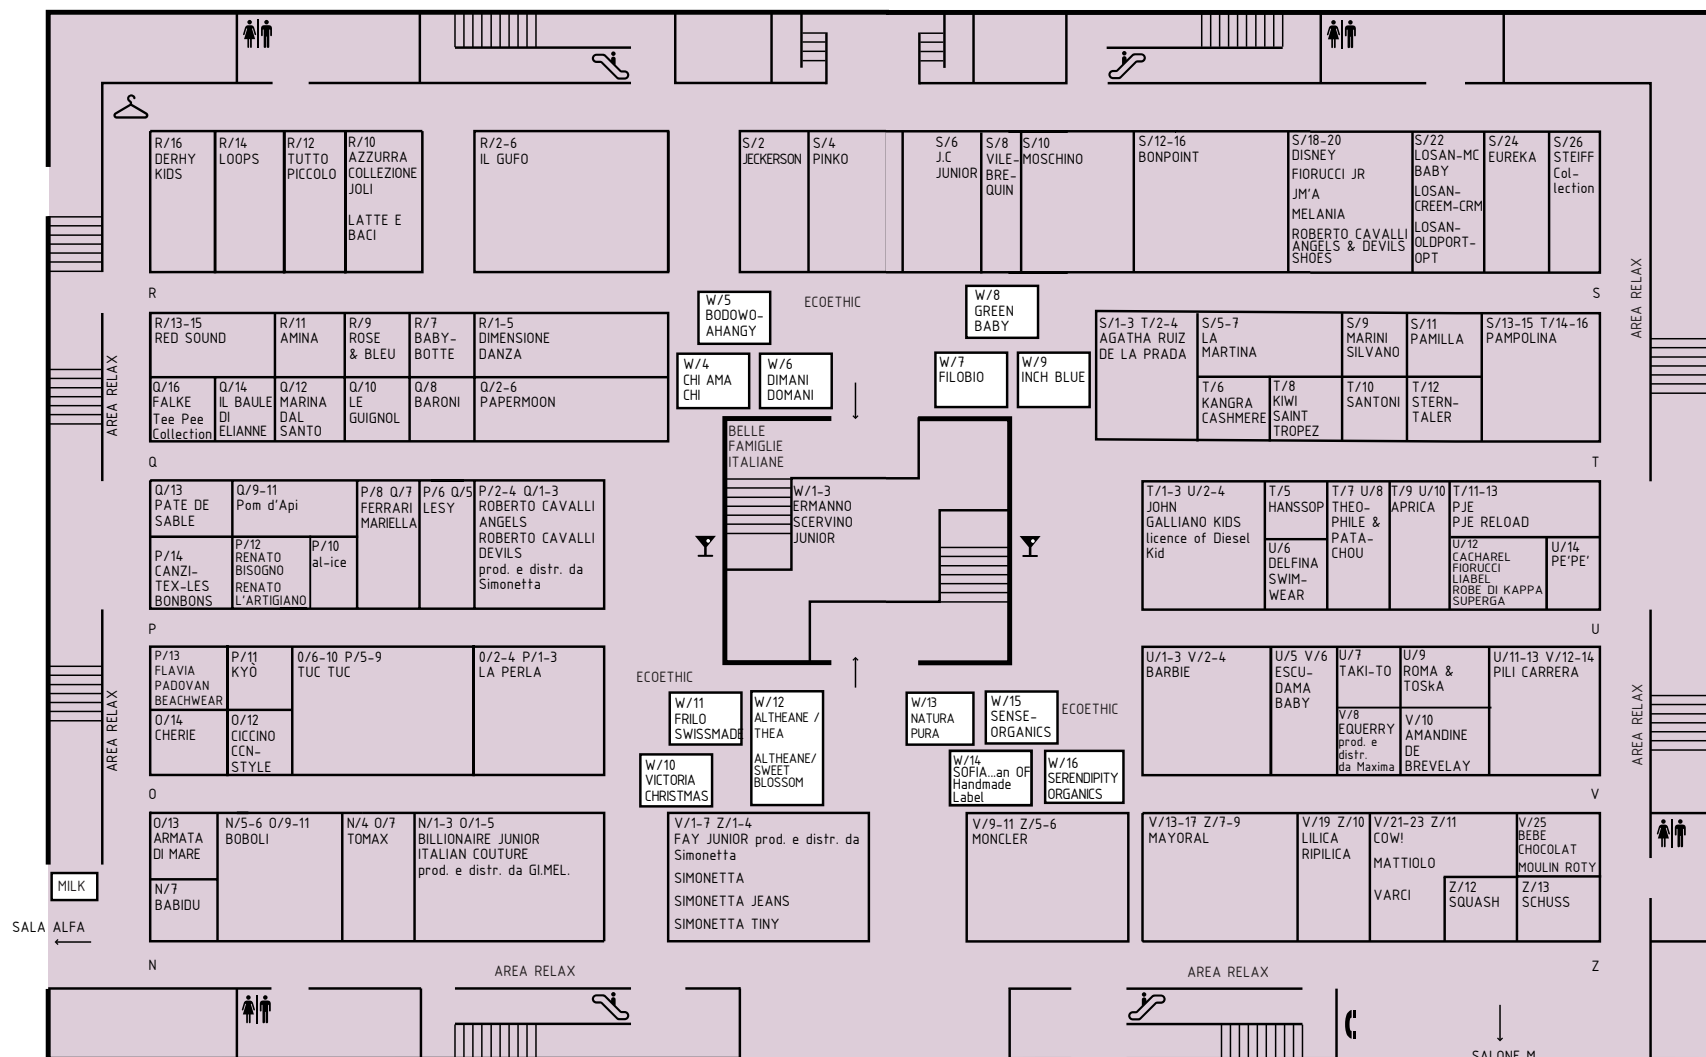 R/16
DERHY
KIDS
R/14
LOOPS
R/12
TUTTO
PICCOLO
R/10
AZZURRA
COLLEZIONE
JOLI
LATTE E
BACI
R/2-6
IL GUFO
S/2
JECKERSON
S/4
PINKO
S/6
J.C
JUNIOR
S/8
VILE-
BRE-
QUIN
S/10
MOSCHINO
S/12-16
BONPOINT
S/18-20
DISNEY
FIORUCCI JR
JM'A
MELANIA
ROBERTO CAVALLI
ANGELS & DEVILS
SHOES
S/22
LOSAN-MC
BABY
LOSAN-
CREEM-CRM
LOSAN-
OLDPORT-
OPT
S/24
EUREKA
S/26
STEIFF
Col-
lection
R
S
AREA RELAX
W/5
BODOWO-
AHANGY
ECOETHIC
W/8
GREEN
BABY
W/4
CHI AMA
CHI
W/6
DIMANI
DOMANI
W/7
FILOBIO
W/9
INCH BLUE
R/13-15
RED SOUND
R/11
AMINA
R/9
ROSE
& BLEU
R/7
BABY-
BOTTE
R/1-5
DIMENSIONE
DANZA
S/1-3 T/2-4
AGATHA RUIZ
DE LA PRADA
S/5-7
LA
MARTINA
S/9
MARINI
SILVANO
S/11
PAMILLA
S/13-15 T/14-16
PAMPOLINA
AREA RELAX
Q/16
FALKE
Tee Pee
Collection
Q/14
IL BAULE
DI
ELIANNE
Q/12
MARINA
DAL
SANTO
Q/10
LE
GUIGNOL
Q/8
BARONI
Q/2-6
PAPERMOON
T/6
KANGRA
CASHMERE
T/8
KIWI
SAINT
TROPEZ
T/10
SANTONI
T/12
STERN-
TALER
BELLE
FAMIGLIE
ITALIANE
Q
T
Q/13
PATE DE
SABLE
Q/9-11
Pom d'Api
P/8 Q/7
FERRARI
MARIELLA
P/6 Q/5
LESY
P/2-4 Q/1-3
ROBERTO CAVALLI
ANGELS
ROBERTO CAVALLI
DEVILS
prod. e distr. da
Simonetta
W/1-3
ERMANNO
SCERVINO
JUNIOR
T/1-3 U/2-4
JOHN
GALLIANO KIDS
licence of Diesel
Kid
T/5
HANSSOP
T/7 U/8
THEO-
PHILE &
PATA-
CHOU
T/9 U/10
APRICA
T/11-13
PJE
PJE RELOAD
P/14
CANZI-
TEX-LES
BONBONS
P/12
RENATO
BISOGNO
RENATO
L'ARTIGIANO
P/10
al-ice
U/6
DELFINA
SWIM-
WEAR
U/12
CACHAREL
FIORUCCI
LIABEL
ROBE DI KAPPA
SUPERGA
U/14
PE'PE'
P
U
P/13
FLAVIA
PADOVAN
BEACHWEAR
P/11
KYÒ
O/6-10 P/5-9
TUC TUC
O/2-4 P/1-3
LA PERLA
U/1-3 V/2-4
BARBIE
U/5 V/6
ESCU-
DAMA
BABY
U/7
TAKI-TO
U/9
ROMA &
TOSkA
U/11-13 V/12-14
PILI CARRERA
AREA RELAX
O/14
CHERIE
O/12
CICCINO
CCN-
STYLE
V/8
EQUERRY
prod. e
distr.
da Maxima
V/10
AMANDINE
DE
BREVELAY
AREA RELAX
ECOETHIC
W/11
FRILO
SWISSMADE
W/12
ALTHEANE /
THEA
ALTHEANE/
SWEET
BLOSSOM
W/13
NATURA
PURA
W/15
SENSE-
ORGANICS
ECOETHIC
W/10
VICTORIA
CHRISTMAS
W/14
SOFIA...an OF
Handmade
Label
W/16
SERENDIPITY
ORGANICS
O
V
O/13
ARMATA
DI MARE
N/5-6 O/9-11
BOBOLI
N/4 O/7
TOMAX
N/1-3 O/1-5
BILLIONAIRE JUNIOR
ITALIAN COUTURE
prod. e distr. da GI.MEL.
V/1-7 Z/1-4
FAY JUNIOR prod. e distr. da
Simonetta
SIMONETTA
SIMONETTA JEANS
SIMONETTA TINY
V/9-11 Z/5-6
MONCLER
V/13-17 Z/7-9
MAYORAL
V/19 Z/10
LILICA
RIPILICA
V/21-23 Z/11
COW!
MATTIOLO
VARCI
V/25
BEBE
CHOCOLAT
MOULIN ROTY
N/7
BABIDU
Z/12
SQUASH
Z/13
SCHUSS
MILK
SALA ALFA
N
AREA RELAX
AREA RELAX
Z
SALONE M